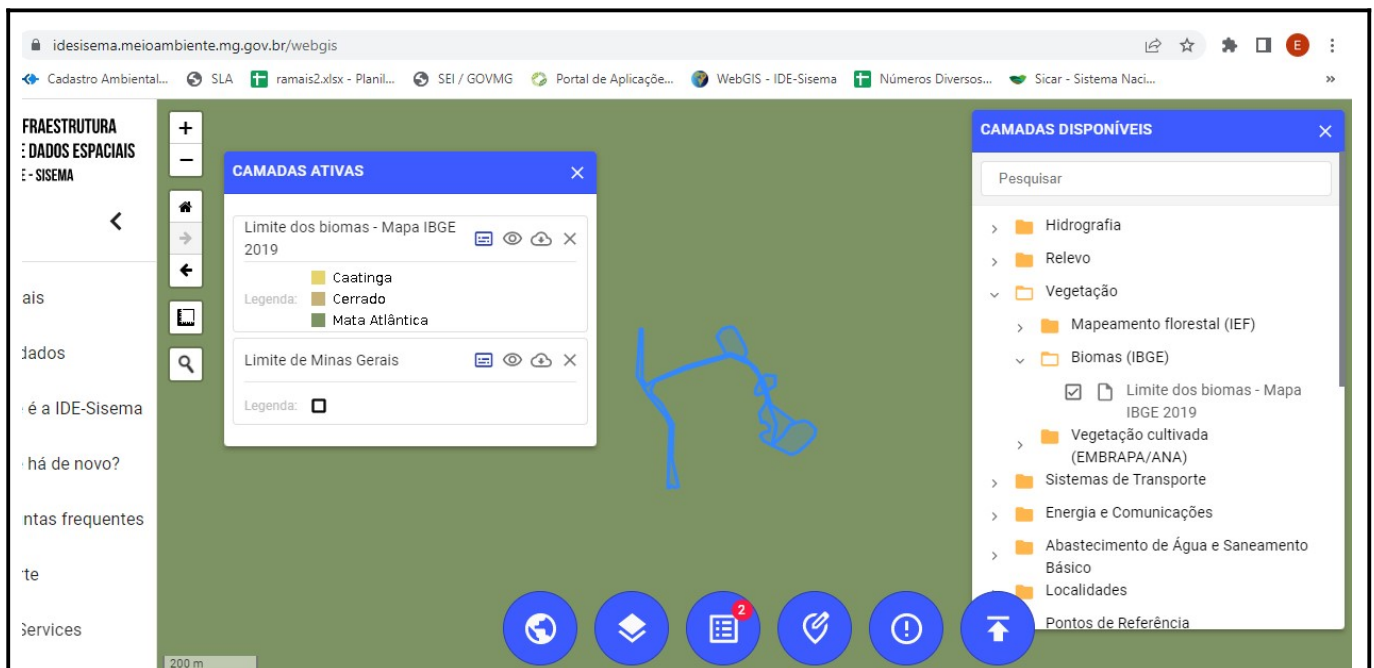 idesisema.meioambiente.mg.gov.br/webgis
E
Cadastro Ambiental... SLA ramais2.xlsx - Planil... SEI / GOVMG Portal de Aplicaçõe... WebGIS - IDE-Sisema Números Diversos... Sicar - Sistema Naci... »
FRAESTRUTURA
E DADOS ESPACIAIS
E - SISEMA
ais
dados
é a IDE-Sisema
há de novo?
ntas frequentes
te
Services
+
−
CAMADAS ATIVAS
Limite dos biomas - Mapa IBGE
2019
Legenda:
Caatinga
Cerrado
Mata Atlântica
Limite de Minas Gerais
Legenda:
CAMADAS DISPONÍVEIS
Pesquisar
Hidrografia
Relevo
Vegetação
Mapeamento florestal (IEF)
Biomas (IBGE)
Limite dos biomas - Mapa
IBGE 2019
Vegetação cultivada
(EMBRAPA/ANA)
Sistemas de Transporte
Energia e Comunicações
Abastecimento de Água e Saneamento
Básico
Localidades
Pontos de Referência
2
200 m